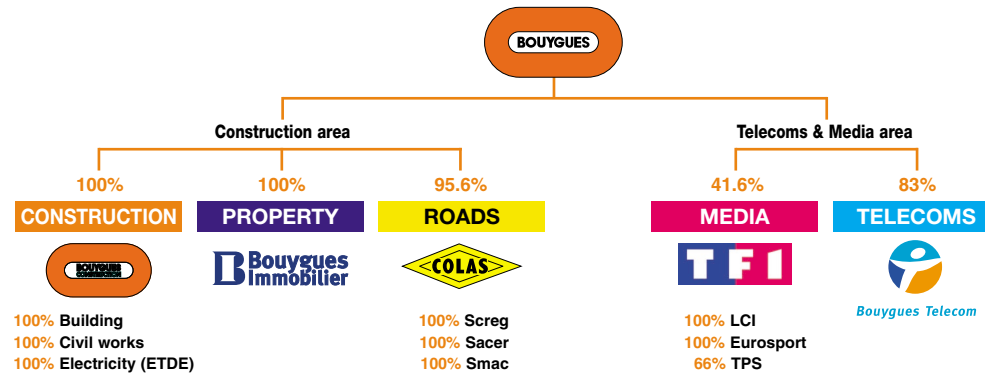 BOUYGUES
Construction area
Telecoms & Media area
100%
100%
95.6%
41.6%
83%
CONSTRUCTION
PROPERTY
ROADS
MEDIA
TELECOMS
BOUYGUES
CONSTRUCTION
Bouygues
Immobilier
COLAS
TF1
Bouygues Telecom
100% Building
100% Civil works
100% Electricity (ETDE)
100% Screg
100% Sacer
100% Smac
100% LCI
100% Eurosport
66% TPS